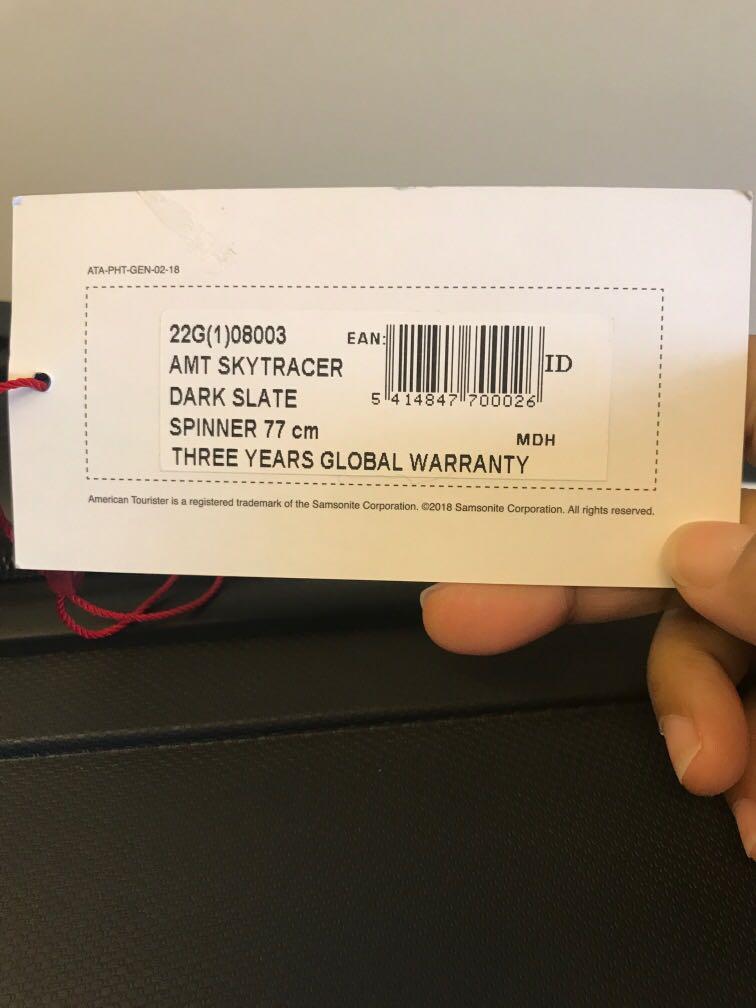 ATA-PHT-GEN-02-18
22G(1)08003 EAN:
AMT SKYTRACER ID
DARK SLATE 5 414847 700026
SPINNER 77 cm MDH
THREE YEARS GLOBAL WARRANTY
American Tourister is a registered trademark of the Samsonite Corporation. ©2018 Samsonite Corporation. All rights reserved.